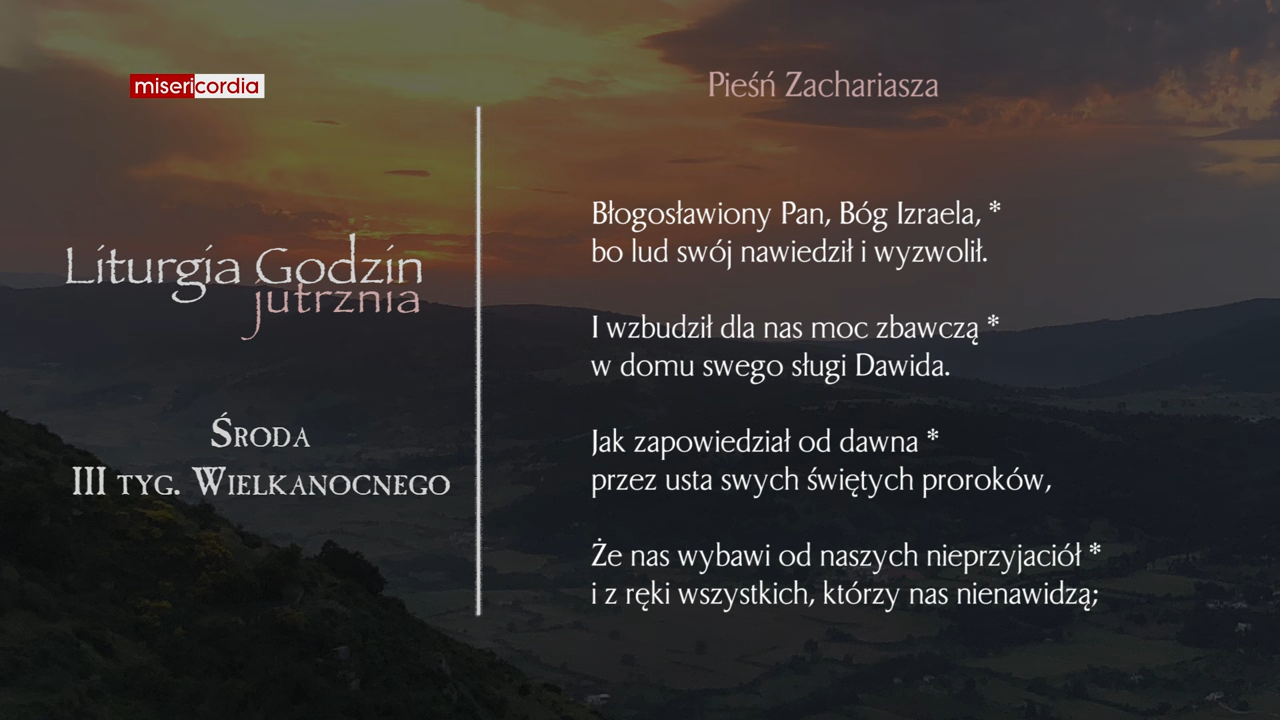 misericordia
Liturgia Godzin
jutrznia
Środa
III tyg. Wielkanocnego
Pieśń Zachariasza
Błogosławiony Pan, Bóg Izraela, *
bo lud swój nawiedził i wyzwolił.
I wzbudził dla nas moc zbawczą *
w domu swego sługi Dawida.
Jak zapowiedział od dawna *
przez usta swych świętych proroków,
Że nas wybawi od naszych nieprzyjaciół *
i z ręki wszystkich, którzy nas nienawidzą;